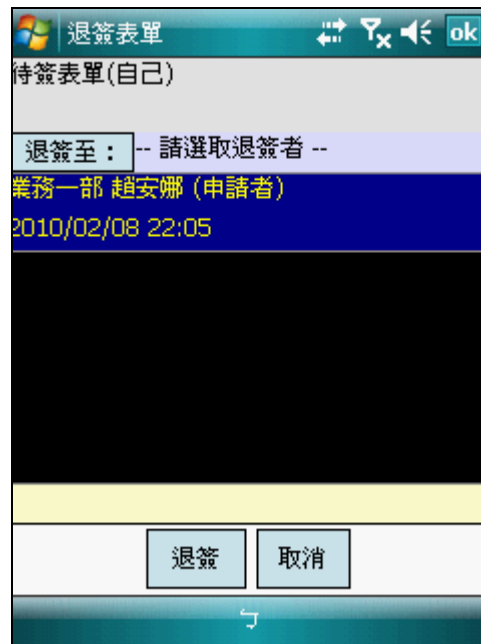 退簽表單 ok
待簽表單(自己)
退簽至： -- 請選取退簽者 --
業務一部 趙安娜 (申請者)
2010/02/08 22:05
退簽 取消
ㄅ